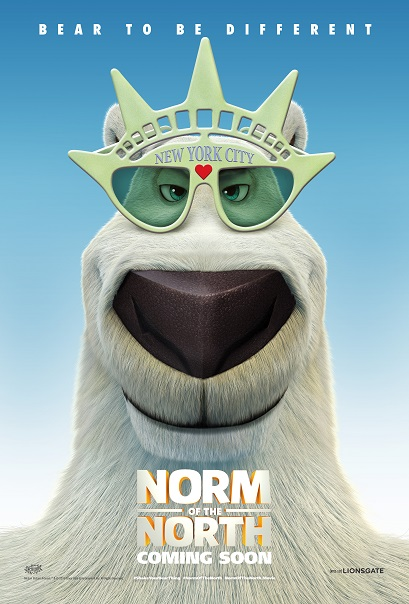 BEAR TO BE DIFFERENT
NEW YORK CITY
NORM
OF THE
NORTH
COMING SOON
LIONSGATE